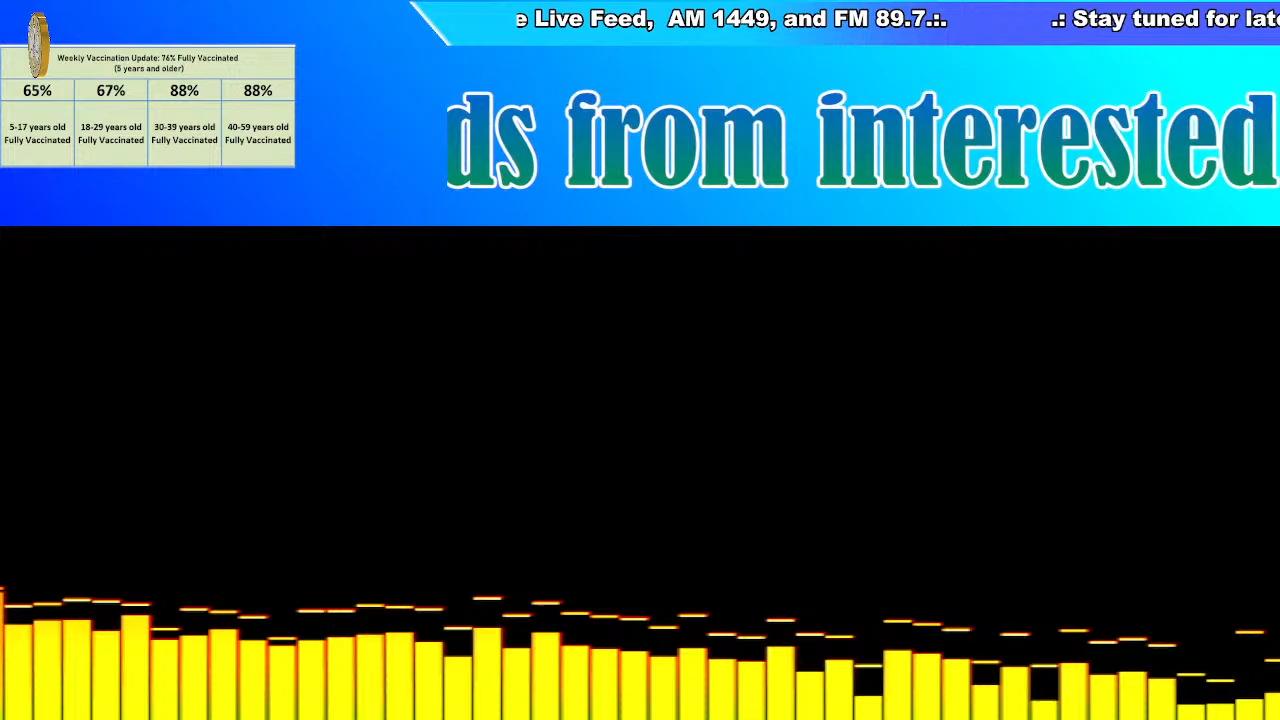 e Live Feed, AM 1449, and FM 89.7.:. .: Stay tuned for late
Weekly Vaccination Update: 76% Fully Vaccinated
(5 years and older)
65% 67% 88% 88%
5-17 years old 18-29 years old 30-39 years old 40-59 years old
Fully Vaccinated Fully Vaccinated Fully Vaccinated Fully Vaccinated
ds from interested